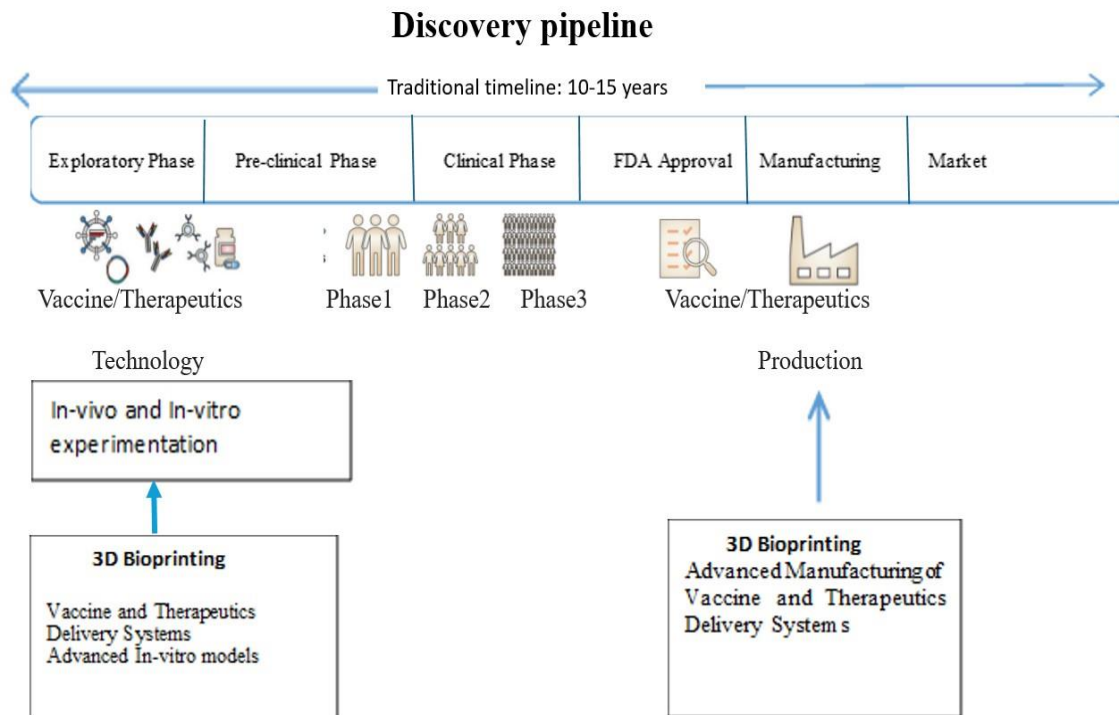 Discovery pipeline
Traditional timeline: 10-15 years
Exploratory Phase
Pre-clinical Phase
Clinical Phase
FDA Approval
Manufacturing
Market
Vaccine/Therapeutics
Phase1
Phase2
Phase3
Vaccine/Therapeutics
Technology
Production
In-vivo and In-vitro
experimentation
3D Bioprinting
Vaccine and Therapeutics
Delivery Systems
Advanced In-vitro models
3D Bioprinting
Advanced Manufacturing of
Vaccine and Therapeutics
Delivery Systems